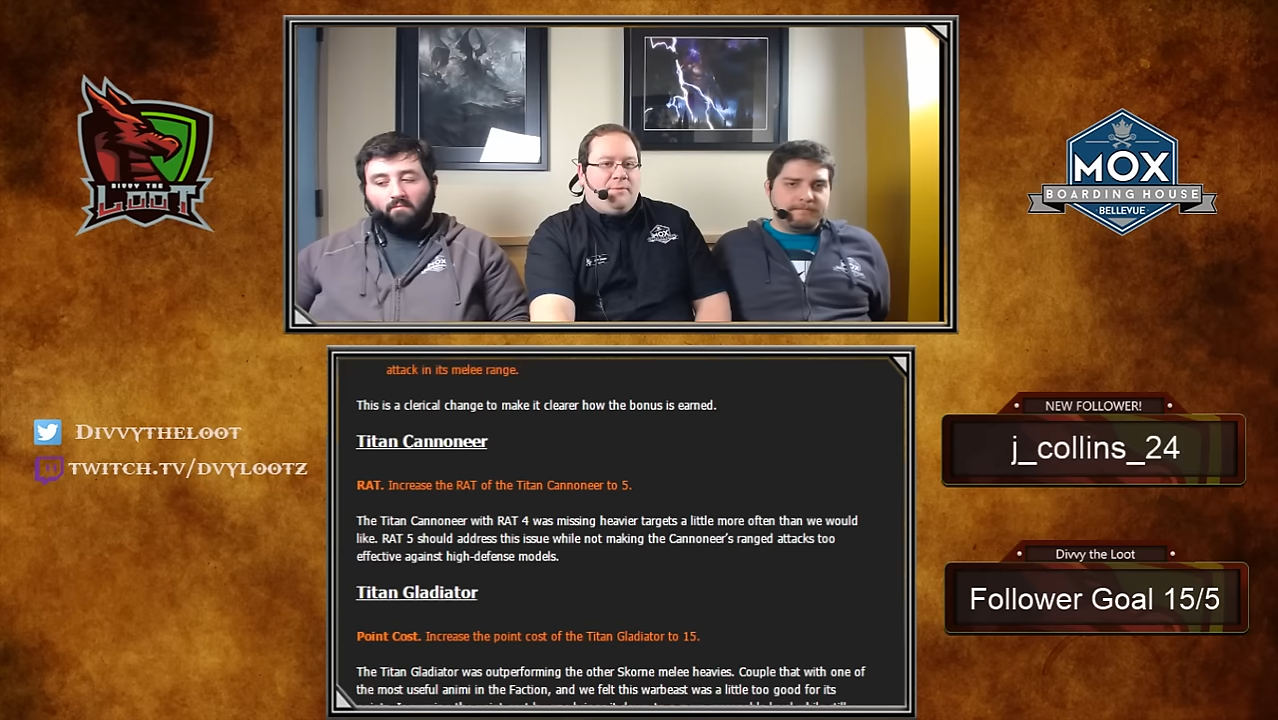 DIVVY THE
LOOT
MOX
BOARDING HOUSE
BELLEVUE
MOX
MOX
attack in its melee range.
This is a clerical change to make it clearer how the bonus is earned.
Titan Cannoneer
RAT. Increase the RAT of the Titan Cannoneer to 5.
The Titan Cannoneer with RAT 4 was missing heavier targets a little more often than we would
like. RAT 5 should address this issue while not making the Cannoneer's ranged attacks too
effective against high-defense models.
Titan Gladiator
Point Cost. Increase the point cost of the Titan Gladiator to 15.
The Titan Gladiator was outperforming the other Skorne melee heavies. Couple that with one of
the most useful animi in the Faction, and we felt this warbeast was a little too good for its
Divvytheloot
twitch.tv/dvylootz
NEW FOLLOWER!
j_collins_24
Divvy the Loot
Follower Goal 15/5